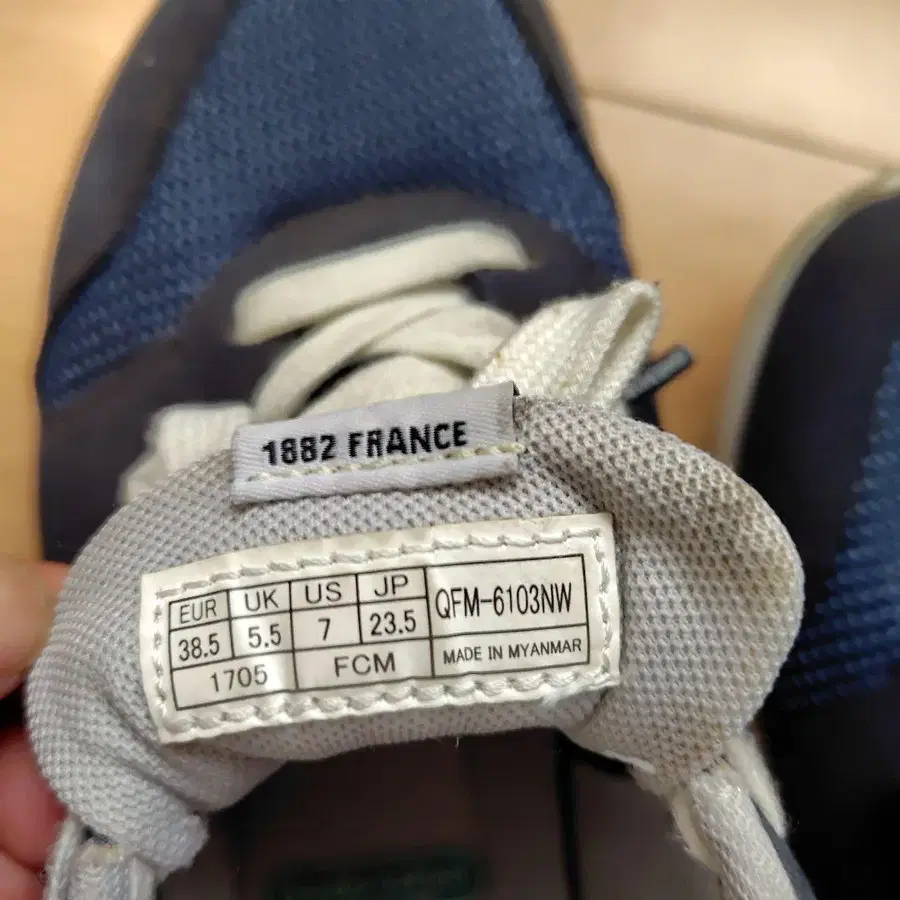 1882 FRANCE
EUR UK US JP QFM-6103NW
38.5 5.5 7 23.5
1705 FCM MADE IN MYANMAR